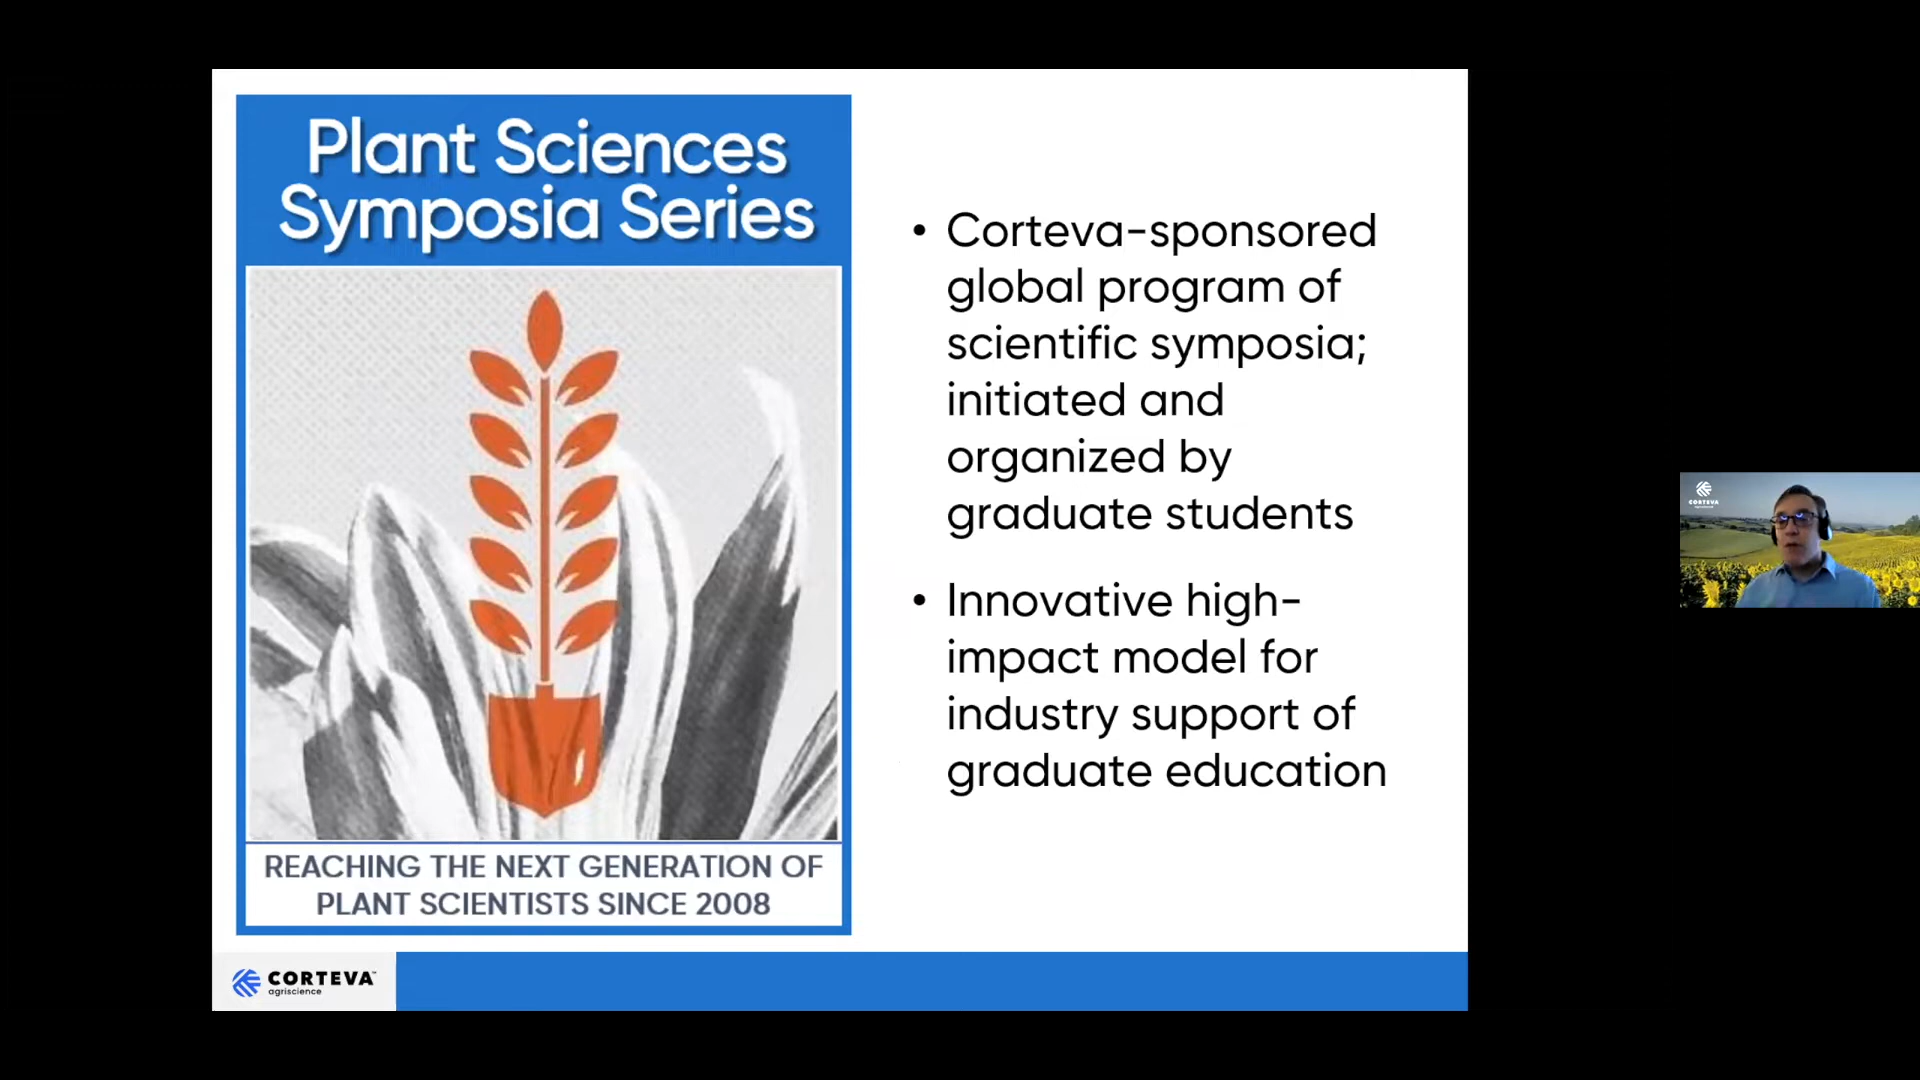 Plant Sciences
Symposia Series
REACHING THE NEXT GENERATION OF
PLANT SCIENTISTS SINCE 2008
• Corteva-sponsored
global program of
scientific symposia;
initiated and
organized by
graduate students
• Innovative high-
impact model for
industry support of
graduate education
CORTEVA™
agriscience
CORTEVA